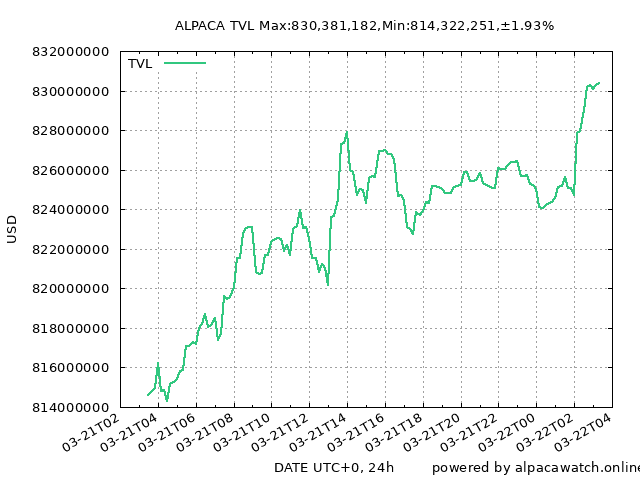 ALPACA TVL Max:830,381,182,Min:814,322,251,±1.93%
832000000
TVL
830000000
828000000
826000000
824000000
USD
822000000
820000000
818000000
816000000
814000000
03-21T02
03-21T04
03-21T06
03-21T08
03-21T10
03-21T12
03-21T14
03-21T16
03-21T18
03-21T20
03-21T22
03-22T00
03-22T02
03-22T04
DATE UTC+0, 24h
powered by alpacawatch.online